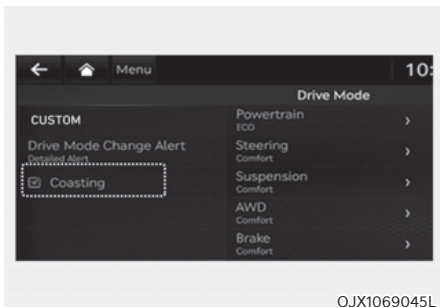 Menu
10:
Drive Mode
CUSTOM
Drive Mode Change Alert
Detailed Alert
Coasting
Powertrain
ECO
Steering
Comfort
Suspension
Comfort
AWD
Comfort
Brake
Comfort
OJX1069045L